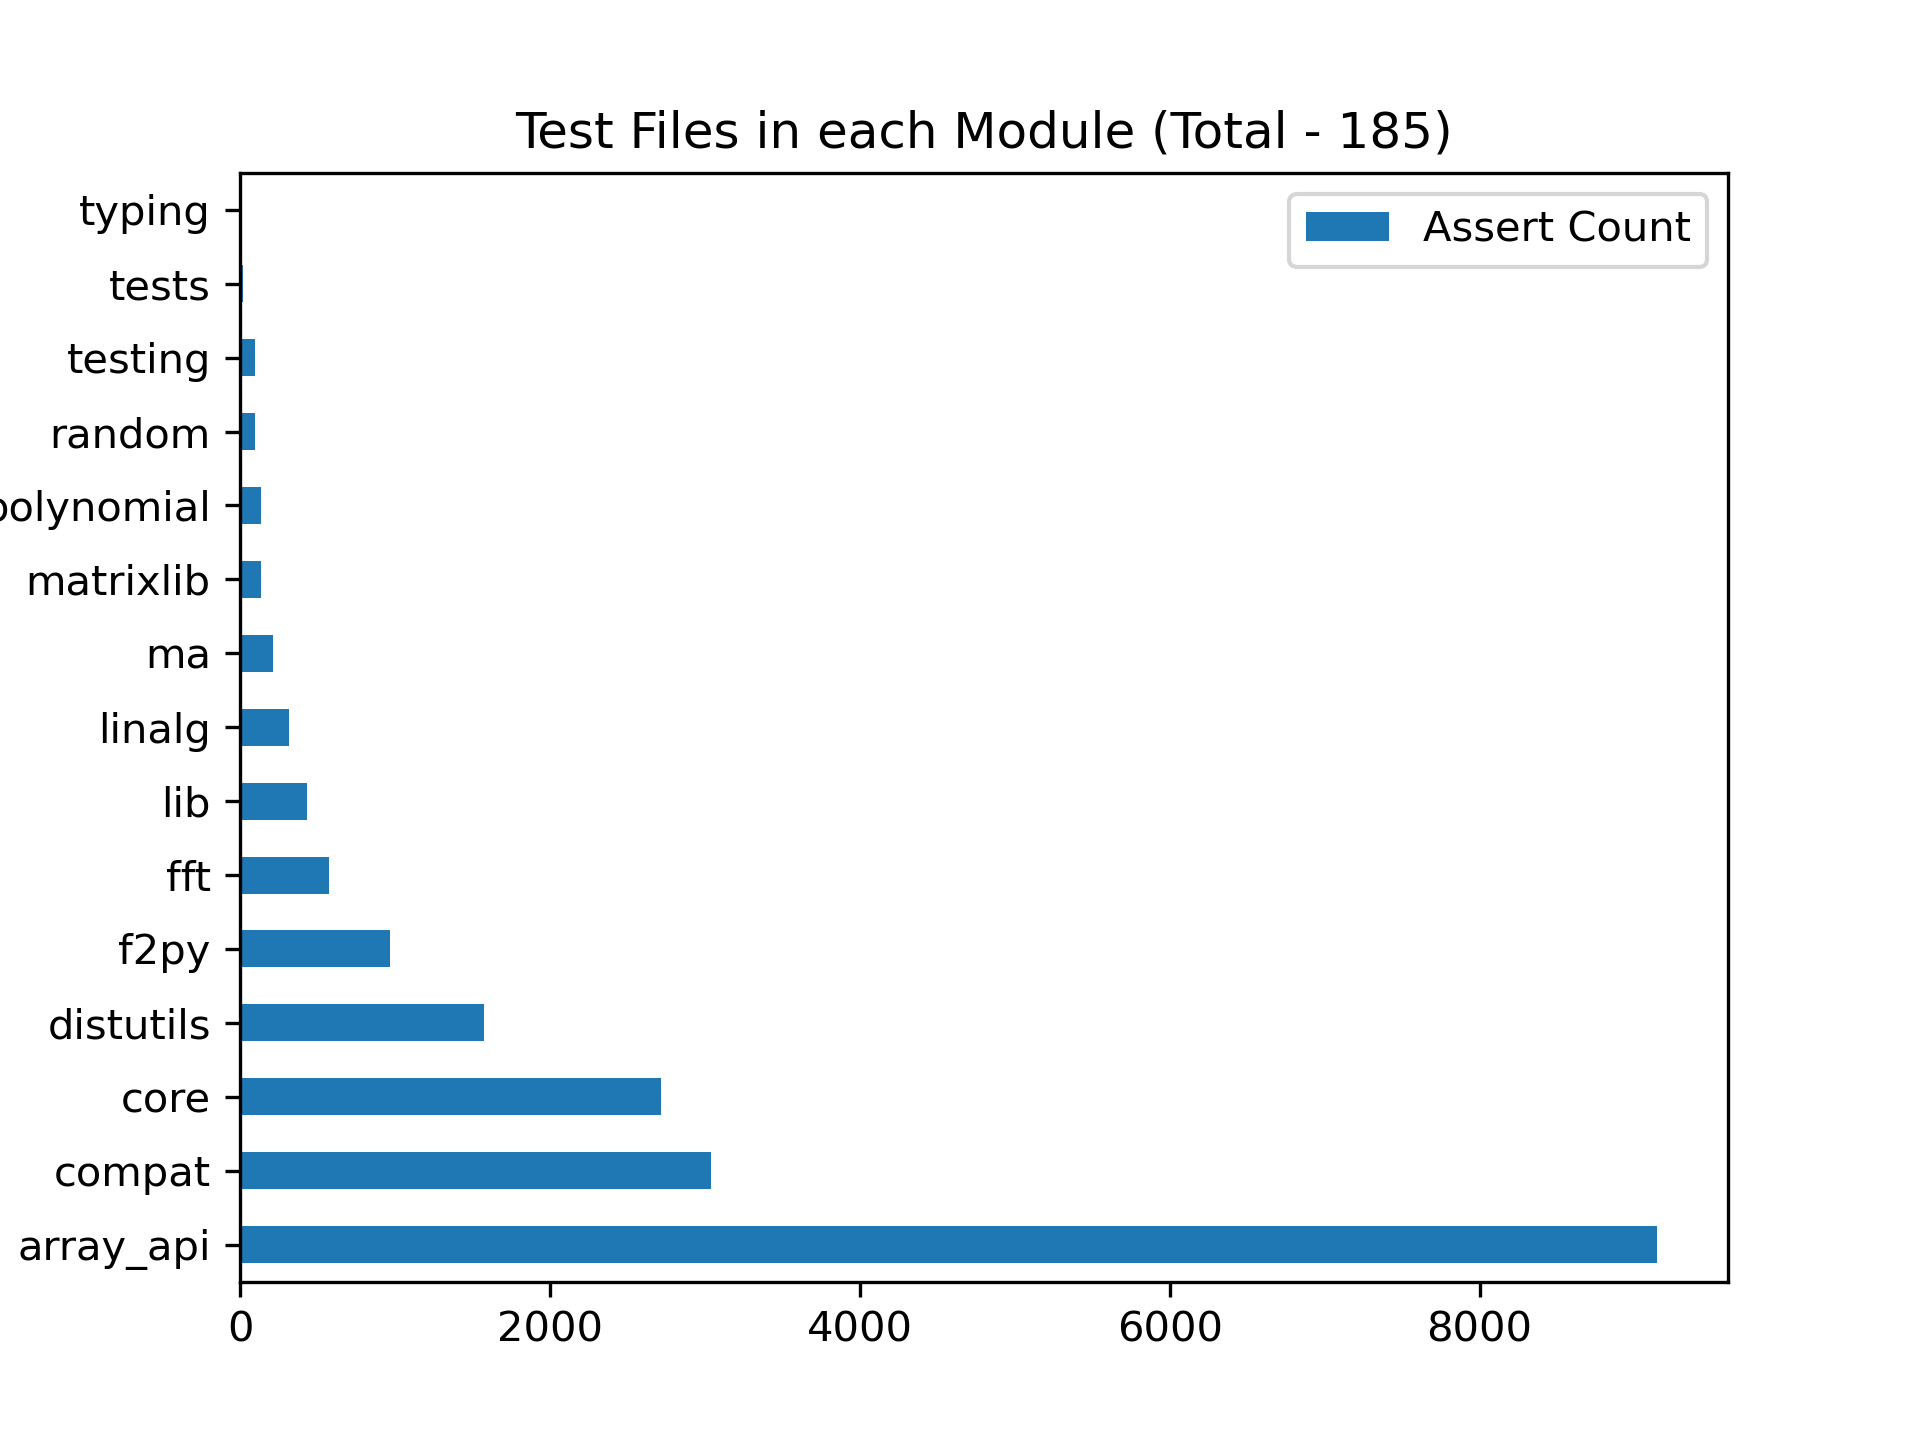 Test Files in each Module (Total - 185)
Assert Count
typing
tests
testing
random
polynomial
matrixlib
ma
linalg
lib
fft
f2py
distutils
core
compat
array_api
0 2000 4000 6000 8000